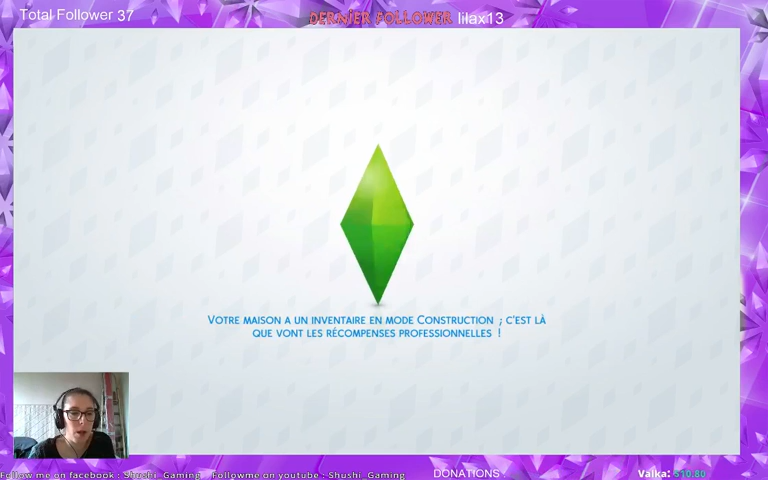 Total Follower 37
DERNIER FOLLOWER lilax13
VOTRE MAISON A UN INVENTAIRE EN MODE CONSTRUCTION ; C'EST LÀ
QUE VONT LES RÉCOMPENSES PROFESSIONNELLES !
Follow me on facebook : Shushi_Gaming Followme on youtube : Shushi_Gaming
DONATIONS :
Valka: $10.80